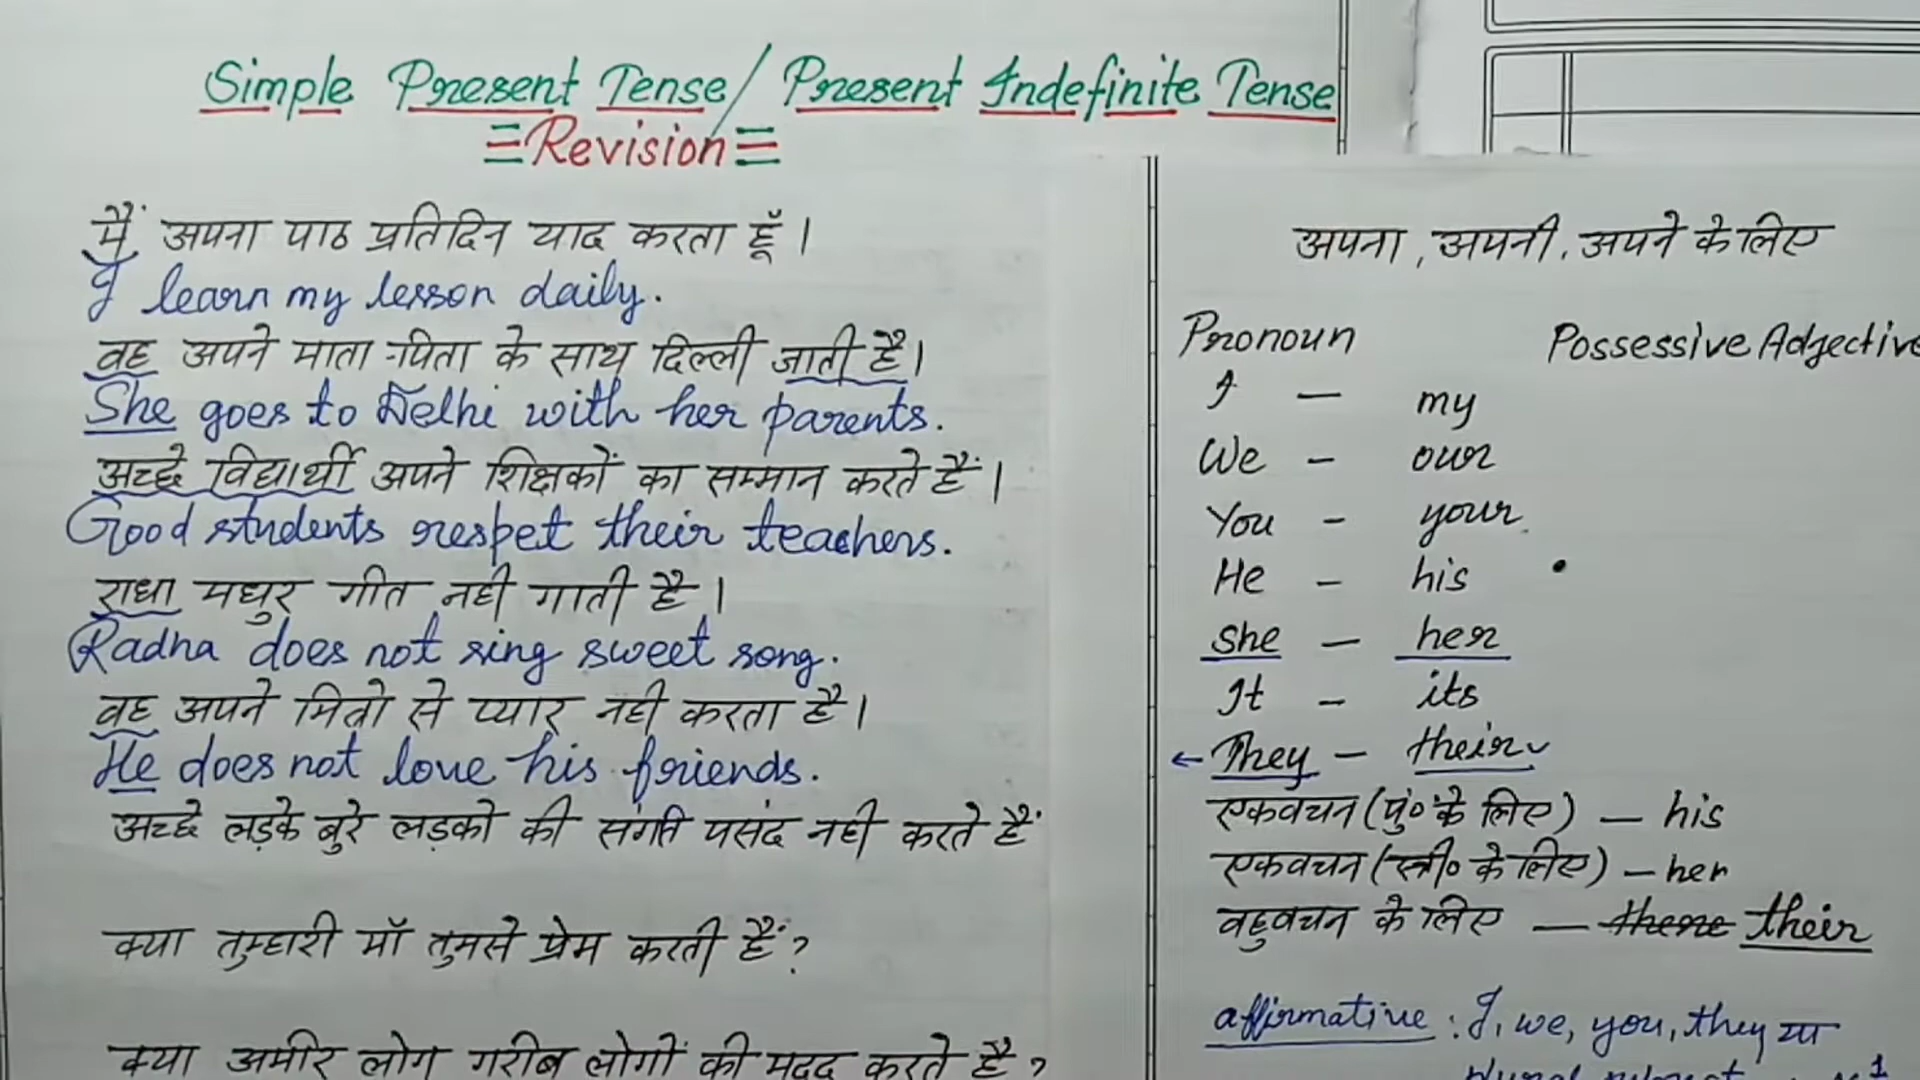 Simple Present Tense/ Present Indefinite Tense
=Revision=
मैं अपना पाठ प्रतिदिन याद करता हूँ।
I learn my lesson daily.
वह अपने माता-पिता के साथ दिल्ली जाती है।
She goes to Delhi with her parents.
अच्छे विद्यार्थी अपने शिक्षकों का सम्मान करते हैं।
Good students respet their teachers.
राधा मधुर गीत नही गाती है।
Radha does not sing sweet song.
वह अपने मित्रो से प्यार नही करता है।
He does not love his friends.
अच्छे लड़के बुरे लड़को की संगति पसंद नही करते हैं
क्या तुम्हारी माँ तुमसे प्रेम करती हैं?
क्या अमीर लोग गरीब लोगों की मदद करते है?
अपना, अपनी, अपने के लिए
Pronoun Possessive Adjective
I — my
We — our
You — your
He — his
She — her
It — its
← They — their
एकवचन (पुं० के लिए) — his
एकवचन (स्त्री० के लिए) — her
बहुवचन के लिए — there their
affirmative : I, we, you, they या